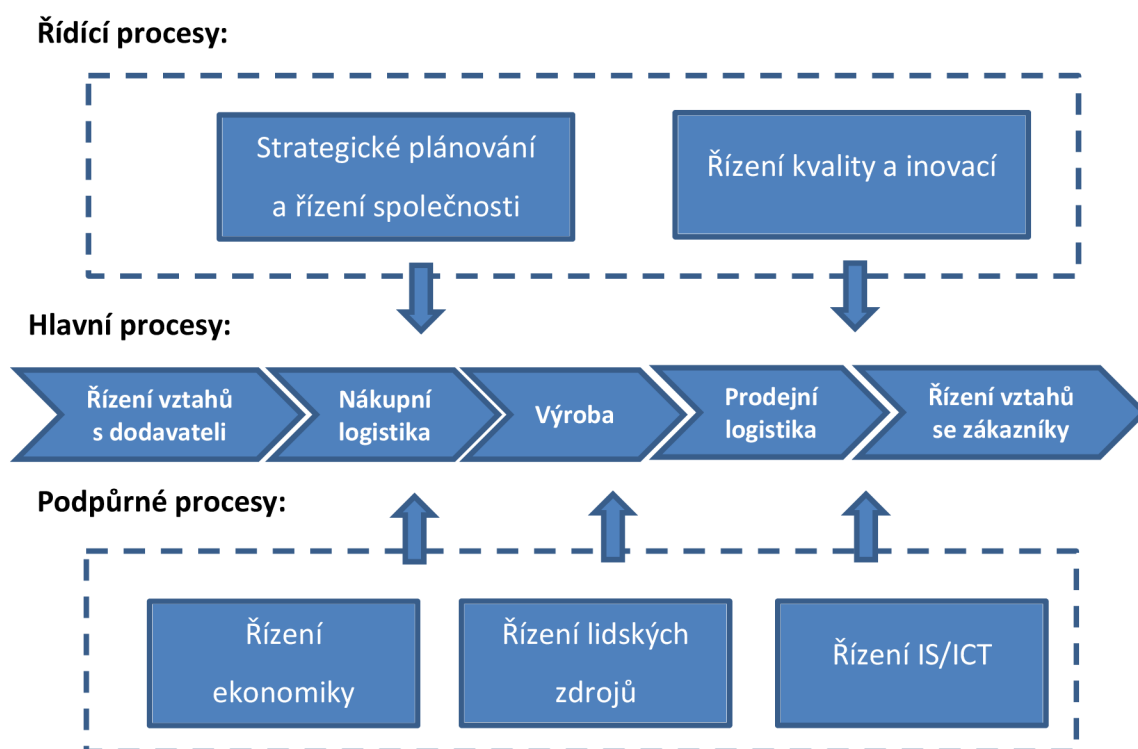 Řídící procesy:
Strategické plánování
a řízení společnosti
Řízení kvality a inovací
Hlavní procesy:
Řízení vztahů
s dodavateli
Nákupní
logistika
Výroba
Prodejní
logistika
Řízení vztahů
se zákazníky
Podpůrné procesy:
Řízení
ekonomiky
Řízení lidských
zdrojů
Řízení IS/ICT